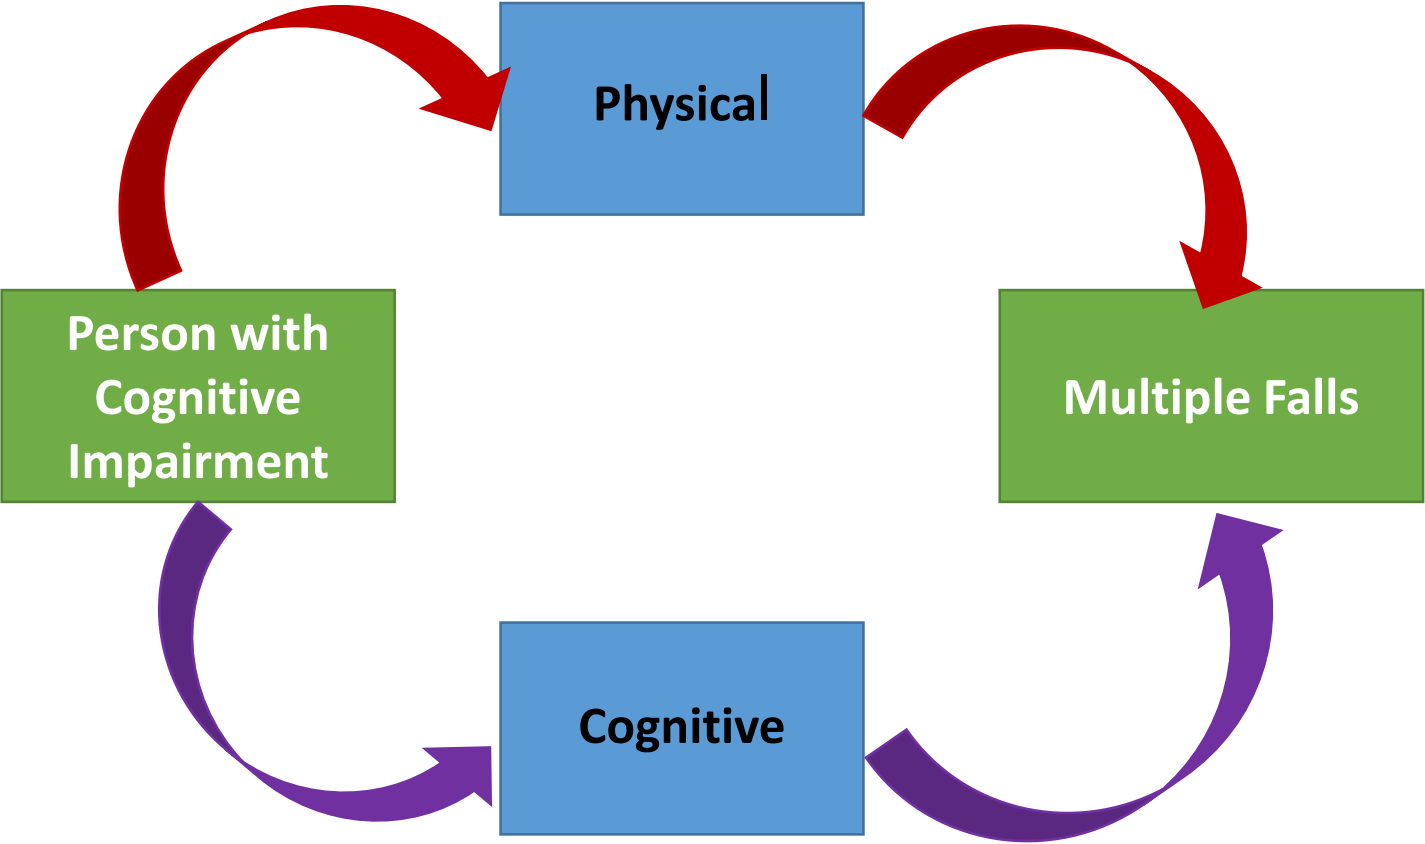 Physical
Person with
Cognitive
Impairment
Multiple Falls
Cognitive